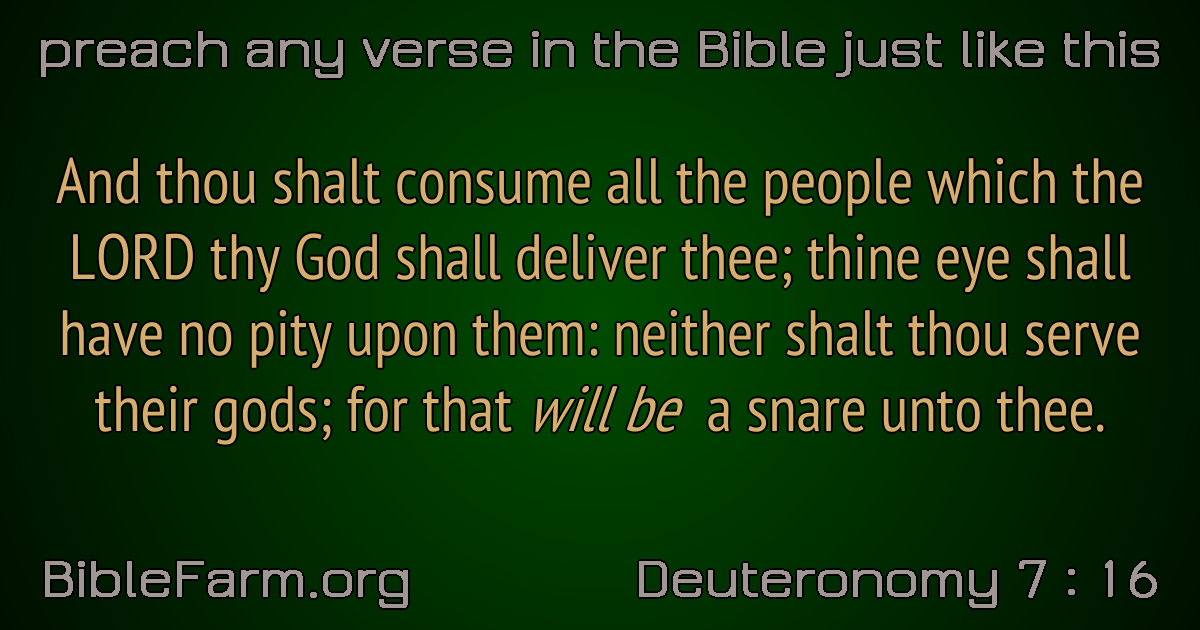 preach any verse in the Bible just like this
And thou shalt consume all the people which the
LORD thy God shall deliver thee; thine eye shall
have no pity upon them: neither shalt thou serve
their gods; for that will be a snare unto thee.
BibleFarm.org
Deuteronomy 7 : 16